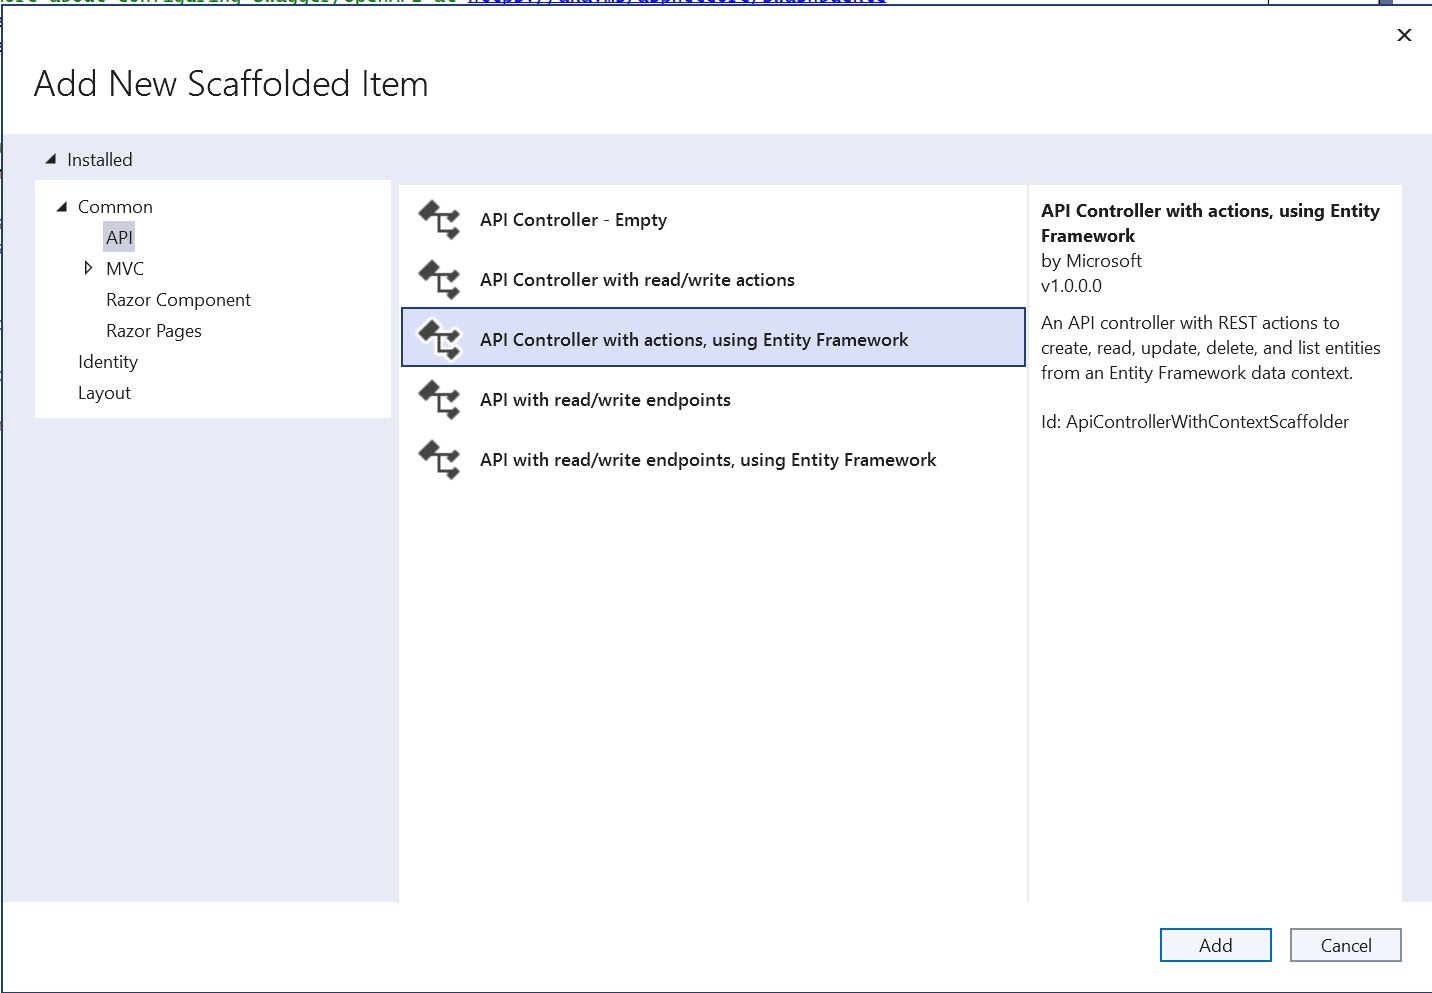 Add New Scaffolded Item
Installed
Common
API
MVC
Razor Component
Razor Pages
Identity
Layout
API Controller - Empty
API Controller with read/write actions
API Controller with actions, using Entity Framework
API with read/write endpoints
API with read/write endpoints, using Entity Framework
API Controller with actions, using Entity
Framework
by Microsoft
v1.0.0.0
An API controller with REST actions to
create, read, update, delete, and list entities
from an Entity Framework data context.
Id: ApiControllerWithContextScaffolder
Add
Cancel